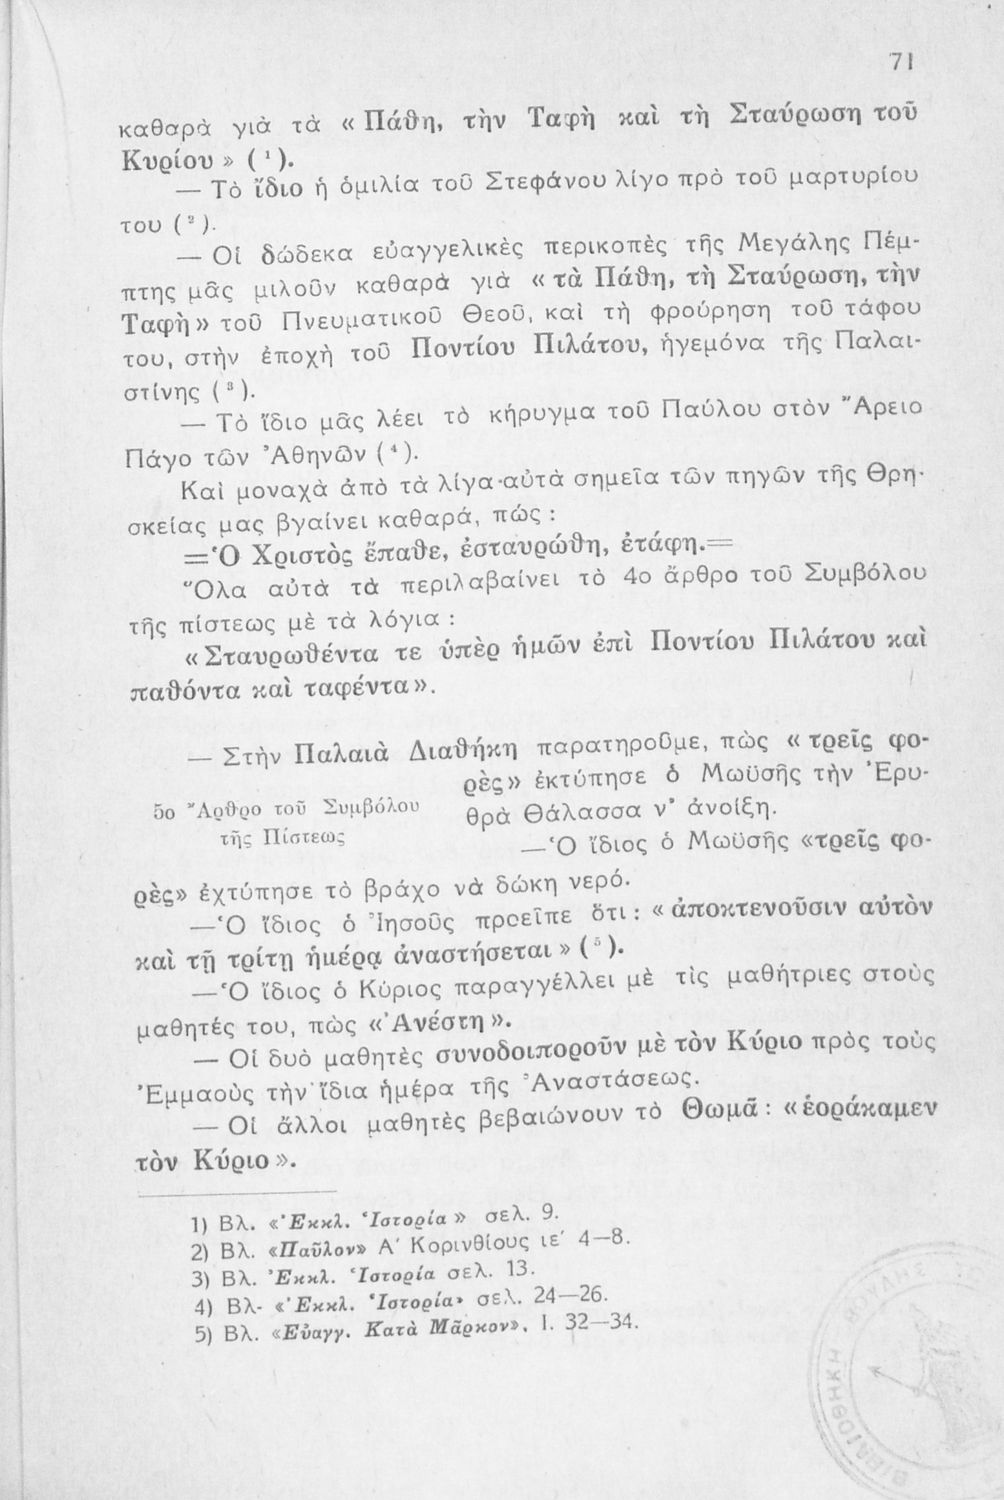 71
καθαρὰ γιὰ τὰ « Πάθη, τὴν Ταφὴ καὶ τὴ Σταύρωση τοῦ
Κυρίου » (¹).
— Τὸ ἴδιο ἡ ὁμιλία τοῦ Στεφάνου λίγο πρὸ τοῦ μαρτυρίου
του (²).
— Οἱ δώδεκα εὐαγγελικὲς περικοπὲς τῆς Μεγάλης Πέμ-
πτης μᾶς μιλοῦν καθαρὰ γιὰ « τὰ Πάθη, τὴ Σταύρωση, τὴν
Ταφὴ » τοῦ Πνευματικοῦ Θεοῦ, καὶ τὴ φρούρηση τοῦ τάφου
του, στὴν ἐποχὴ τοῦ Ποντίου Πιλάτου, ἡγεμόνα τῆς Παλαι-
στίνης (³).
— Τὸ ἴδιο μᾶς λέει τὸ κήρυγμα τοῦ Παύλου στὸν Ἄρειο
Πάγο τῶν Ἀθηνῶν (⁴).
Καὶ μοναχὰ ἀπὸ τὰ λίγα·αὐτὰ σημεῖα τῶν πηγῶν τῆς Θρη-
σκείας μας βγαίνει καθαρά, πώς :
=Ὁ Χριστὸς ἔπαθε, ἐσταυρώθη, ἐτάφη.=
Ὅλα αὐτὰ τὰ περιλαβαίνει τὸ 4ο ἄρθρο τοῦ Συμβόλου
τῆς πίστεως μὲ τὰ λόγια :
« Σταυρωθέντα τε ὑπὲρ ἡμῶν ἐπὶ Ποντίου Πιλάτου καὶ
παθόντα καὶ ταφέντα».
— Στὴν Παλαιὰ Διαθήκη παρατηροῦμε, πὼς « τρεῖς φο-
ρὲς» ἐκτύπησε ὁ Μωϋσῆς τὴν Ἐρυ-
θρὰ Θάλασσα ν' ἀνοίξη.
5ο Ἄρθρο τοῦ Συμβόλου
τῆς Πίστεως
—Ὁ ἴδιος ὁ Μωϋσῆς «τρεῖς φο-
ρὲς» ἐχτύπησε τὸ βράχο νὰ δώκη νερό.
—Ὁ ἴδιος ὁ Ἰησοῦς προεῖπε ὅτι : « ἀποκτενοῦσιν αὐτὸν
καὶ τῇ τρίτῃ ἡμέρᾳ ἀναστήσεται » (⁵).
—Ὁ ἴδιος ὁ Κύριος παραγγέλλει μὲ τὶς μαθήτριες στοὺς
μαθητές του, πὼς «Ἀνέστη ».
— Οἱ δυὸ μαθητὲς συνοδοιποροῦν μὲ τὸν Κύριο πρὸς τοὺς
Ἐμμαοὺς τὴν ἴδια ἡμέρα τῆς Ἀναστάσεως.
— Οἱ ἄλλοι μαθητὲς βεβαιώνουν τὸ Θωμᾶ : «ἑοράκαμεν
τὸν Κύριο ».
1) Βλ. «Ἐκκλ. Ἱστορία » σελ. 9.
2) Βλ. «Παῦλον» Α' Κορινθίους ιε' 4—8.
3) Βλ. Ἐκκλ. Ἱστορία σελ. 13.
4) Βλ· «Ἐκκλ. Ἱστορία» σελ. 24—26.
5) Βλ. «Εὐαγγ. Κατὰ Μᾶρκον», Ι. 32—34.
ΒΙΒΛΙΟΘΗΚΗ ΒΟΥΛΗΣ